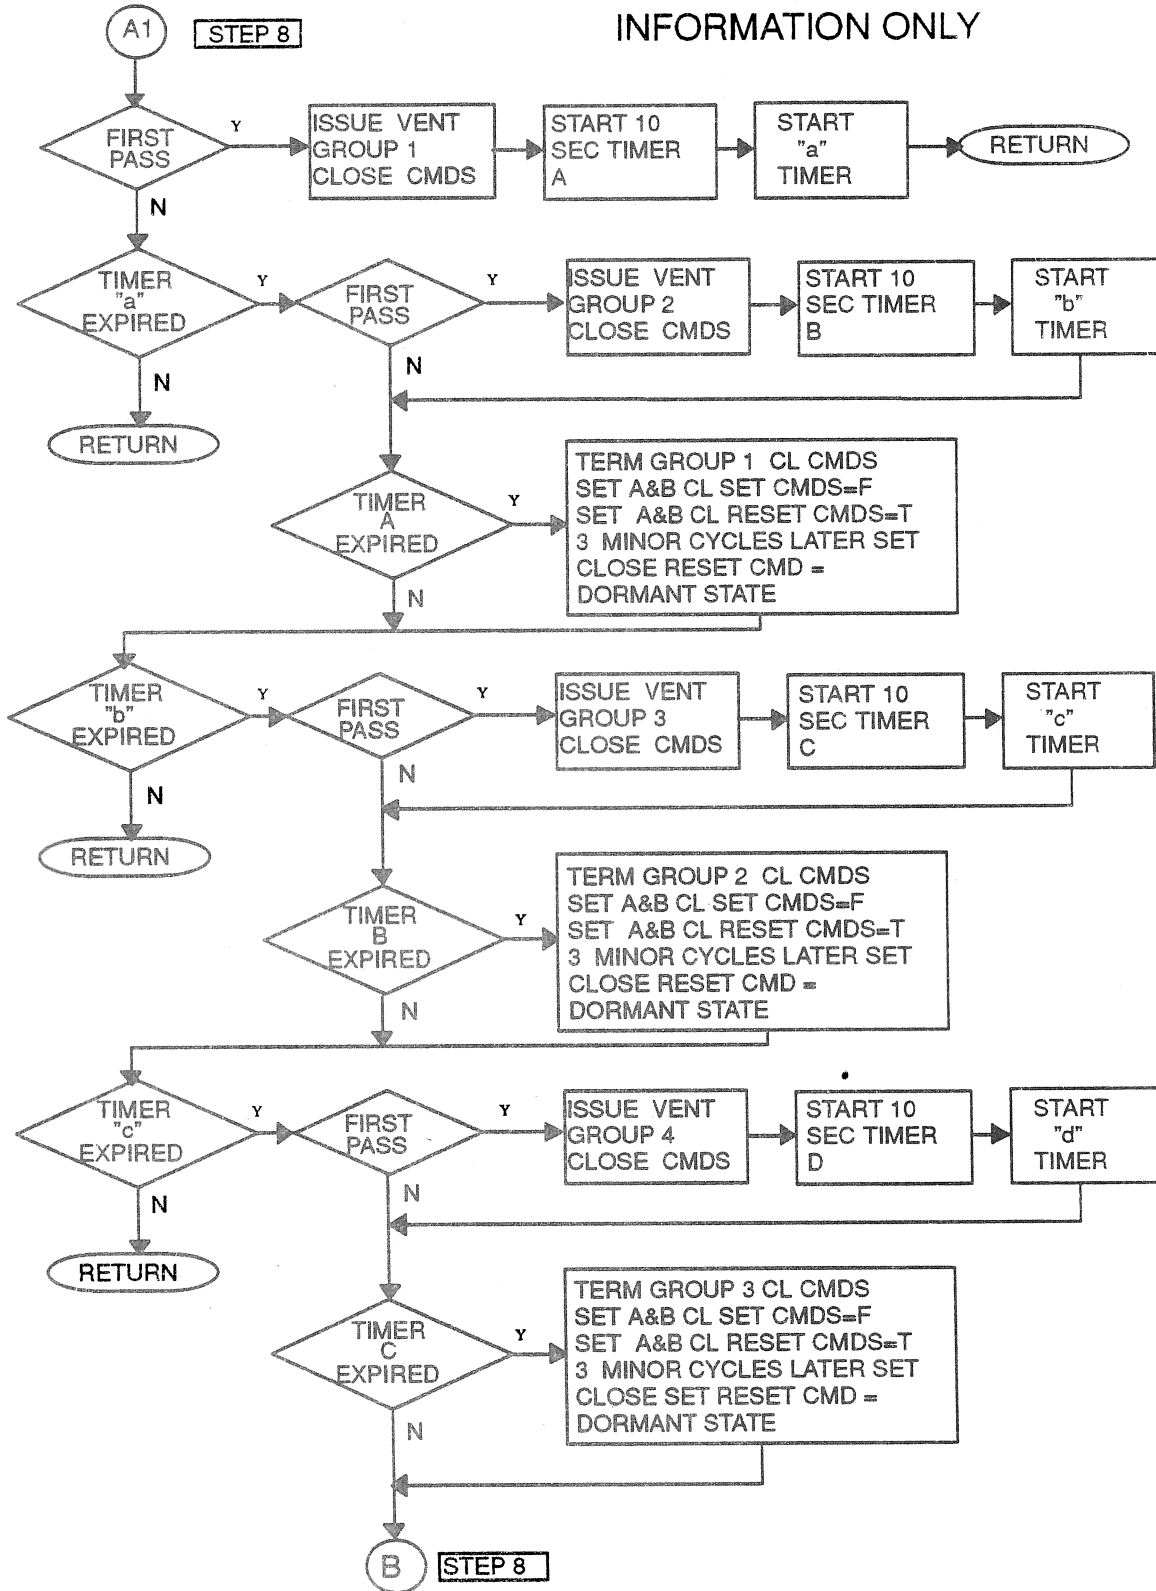 INFORMATION ONLY
A1
STEP 8
FIRST
PASS
Y
ISSUE VENT
GROUP 1
CLOSE CMDS
START 10
SEC TIMER
A
START
"a"
TIMER
RETURN
N
TIMER
"a"
EXPIRED
Y
FIRST
PASS
Y
ISSUE VENT
GROUP 2
CLOSE CMDS
START 10
SEC TIMER
B
START
"b"
TIMER
N
RETURN
N
TIMER
A
EXPIRED
Y
TERM GROUP 1 CL CMDS
SET A&B CL SET CMDS=F
SET A&B CL RESET CMDS=T
3 MINOR CYCLES LATER SET
CLOSE RESET CMD =
DORMANT STATE
N
TIMER
"b"
EXPIRED
Y
FIRST
PASS
Y
ISSUE VENT
GROUP 3
CLOSE CMDS
START 10
SEC TIMER
C
START
"c"
TIMER
N
RETURN
N
TIMER
B
EXPIRED
Y
TERM GROUP 2 CL CMDS
SET A&B CL SET CMDS=F
SET A&B CL RESET CMDS=T
3 MINOR CYCLES LATER SET
CLOSE RESET CMD =
DORMANT STATE
N
TIMER
"c"
EXPIRED
Y
FIRST
PASS
Y
ISSUE VENT
GROUP 4
CLOSE CMDS
START 10
SEC TIMER
D
START
"d"
TIMER
N
RETURN
N
TIMER
C
EXPIRED
Y
TERM GROUP 3 CL CMDS
SET A&B CL SET CMDS=F
SET A&B CL RESET CMDS=T
3 MINOR CYCLES LATER SET
CLOSE SET RESET CMD =
DORMANT STATE
N
B
STEP 8